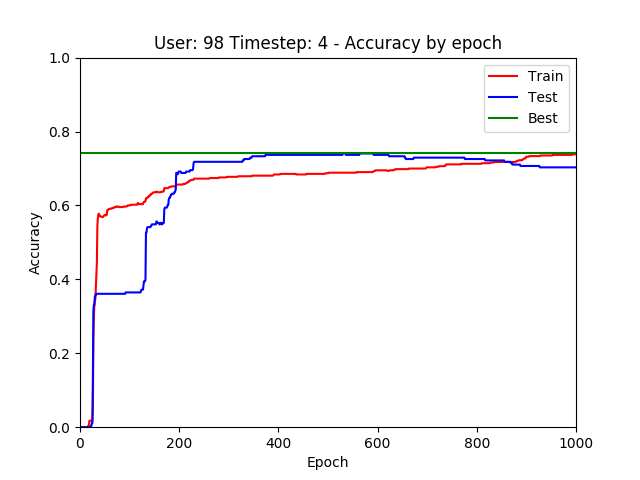 User: 98 Timestep: 4 - Accuracy by epoch
1.0
0.8
0.6
0.4
0.2
0.0
Accuracy
Train
Test
Best
0 200 400 600 800 1000
Epoch